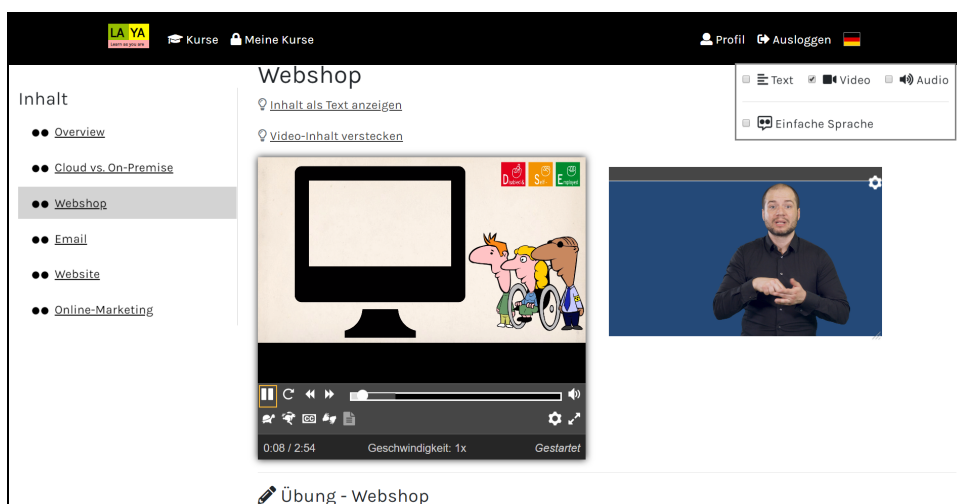 LA YA
Learn as you are
Kurse
Meine Kurse
Profil
Ausloggen
Text
Video
Audio
Einfache Sprache
Inhalt
Overview
Cloud vs. On-Premise
Webshop
Email
Website
Online-Marketing
Webshop
Inhalt als Text anzeigen
Video-Inhalt verstecken
D S E
CC
0:08 / 2:54
Geschwindigkeit: 1x
Gestartet
Übung - Webshop